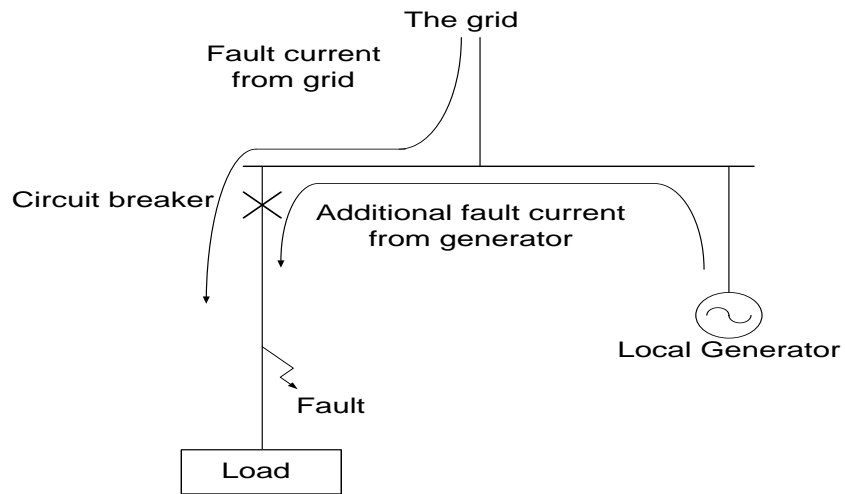 The grid
Fault current
from grid
Circuit breaker
Additional fault current
from generator
Local Generator
Fault
Load